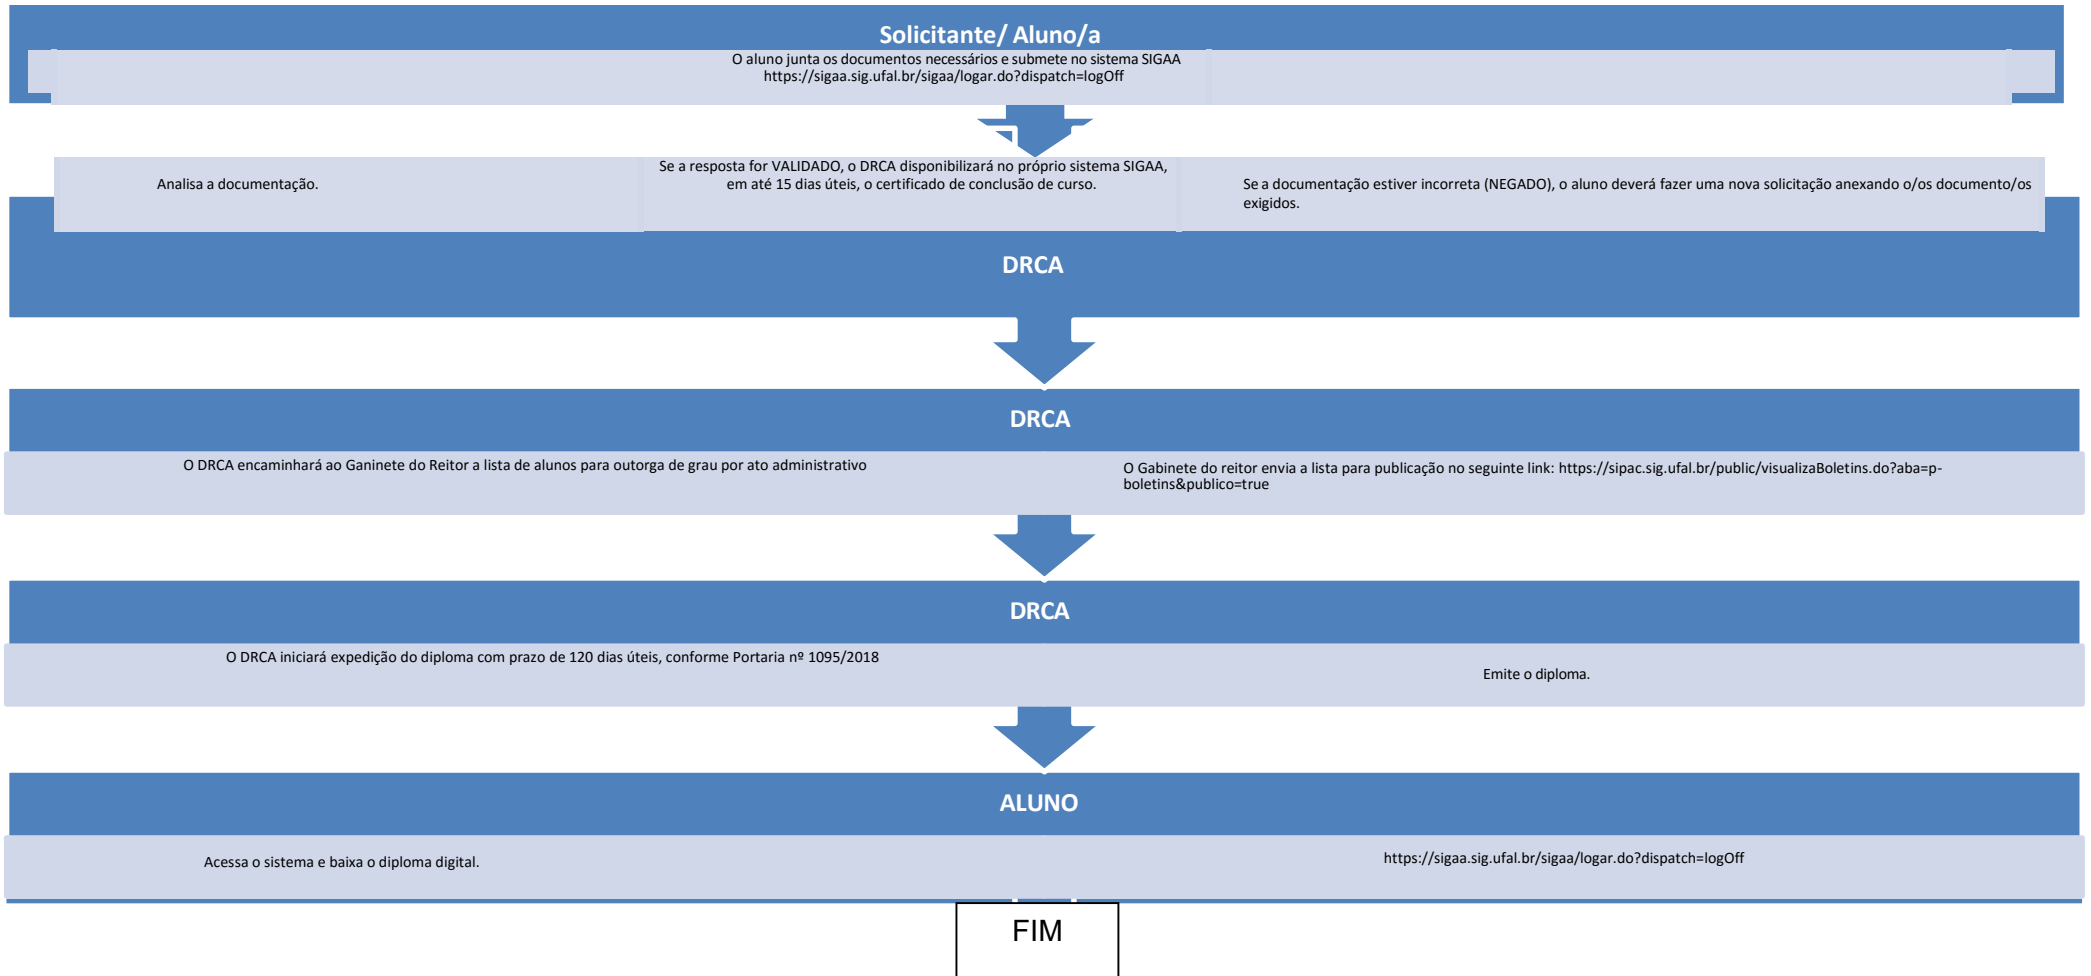 Solicitante/ Aluno/a
O aluno junta os documentos necessários e submete no sistema SIGAA
https://sigaa.sig.ufal.br/sigaa/logar.do?dispatch=logOff
Analisa a documentação.
Se a resposta for VALIDADO, o DRCA disponibilizará no próprio sistema SIGAA,
em até 15 dias úteis, o certificado de conclusão de curso.
Se a documentação estiver incorreta (NEGADO), o aluno deverá fazer uma nova solicitação anexando o/os documento/os
exigidos.
DRCA
DRCA
O DRCA encaminhará ao Ganinete do Reitor a lista de alunos para outorga de grau por ato administrativo
O Gabinete do reitor envia a lista para publicação no seguinte link: https://sipac.sig.ufal.br/public/visualizaBoletins.do?aba=p-
boletins&publico=true
DRCA
O DRCA iniciará expedição do diploma com prazo de 120 dias úteis, conforme Portaria nº 1095/2018
Emite o diploma.
ALUNO
Acessa o sistema e baixa o diploma digital.
https://sigaa.sig.ufal.br/sigaa/logar.do?dispatch=logOff
FIM